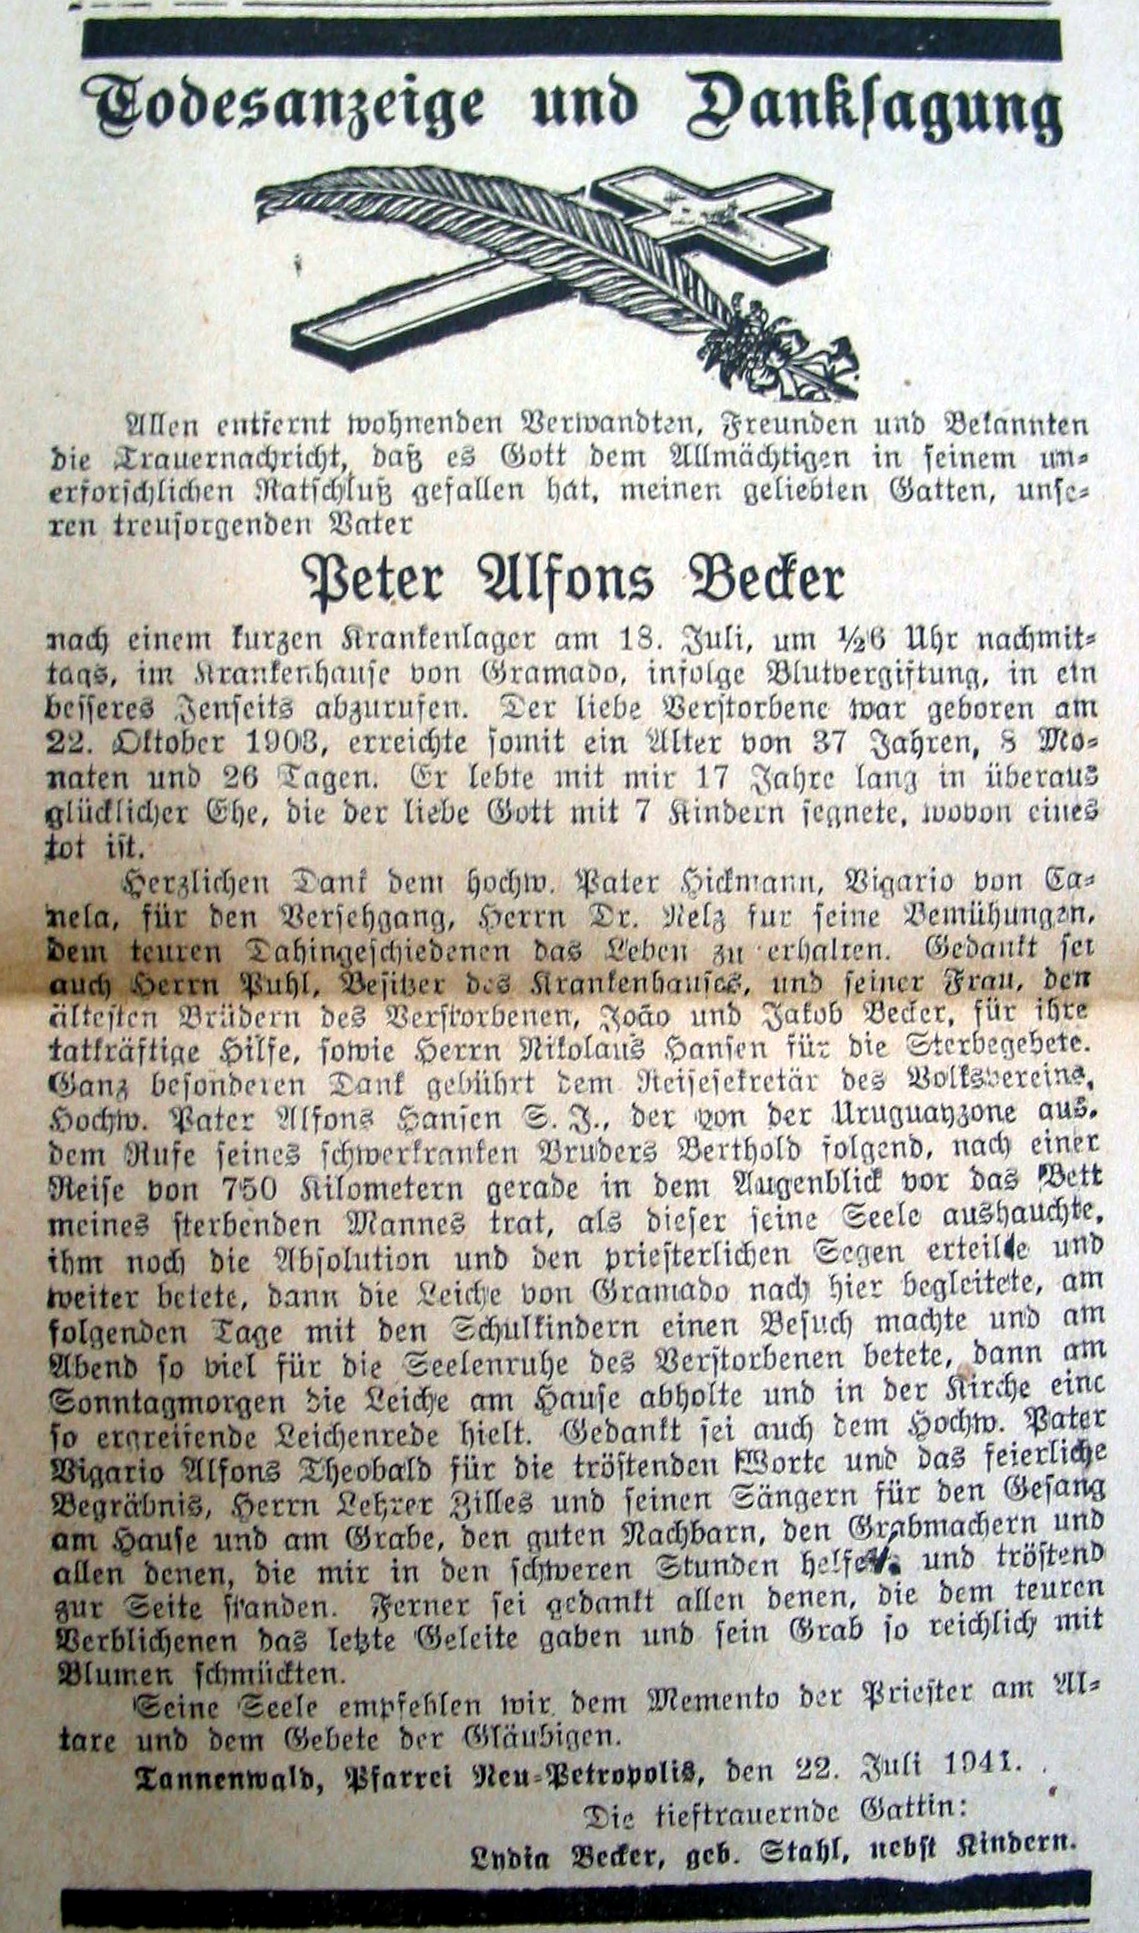 Todesanzeige und Danksagung
Allen entfernt wohnenden Verwandten, Freunden und Bekannten
die Trauernachricht, daß es Gott dem Allmächtigen in seinem un-
erforschlichen Ratschluß gefallen hat, meinen geliebten Gatten, unse-
ren treusorgenden Vater
Peter Alfons Becker
nach einem kurzen Krankenlager am 18. Juli, um ½6 Uhr nachmit-
tags, im Krankenhause von Gramado, infolge Blutvergiftung, in ein
besseres Jenseits abzurufen. Der liebe Verstorbene war geboren am
22. Oktober 1903, erreichte somit ein Alter von 37 Jahren, 8 Mo-
naten und 26 Tagen. Er lebte mit mir 17 Jahre lang in überaus
glücklicher Ehe, die der liebe Gott mit 7 Kindern segnete, wovon eines
tot ist.
Herzlichen Dank dem hochw. Pater Hickmann, Vigario von Ca-
nela, für den Versehgang, Herrn Dr. Nelz fur seine Bemühungen,
dem teuren Dahingeschiedenen das Leben zu erhalten. Gedankt sei
auch Herrn Puhl, Besitzer des Krankenhauses, und seiner Frau, den
ältesten Brüdern des Verstorbenen, João und Jakob Becker, für ihre
tatkräftige Hilfe, sowie Herrn Nikolaus Hansen für die Sterbegebete.
Ganz besonderen Dank gebührt dem Reisesekretär des Volksvereins,
Hochw. Pater Alfons Hansen S. J., der von der Uruguayzone aus,
dem Rufe seines schwerkranken Bruders Berthold folgend, nach einer
Reise von 750 Kilometern gerade in dem Augenblick vor das Bett
meines sterbenden Mannes trat, als dieser seine Seele aushauchte,
ihm noch die Absolution und den priesterlichen Segen erteilte und
weiter betete, dann die Leiche von Gramado nach hier begleitete, am
folgenden Tage mit den Schulkindern einen Besuch machte und am
Abend so viel für die Seelenruhe des Verstorbenen betete, dann am
Sonntagmorgen die Leiche am Hause abholte und in der Kirche eine
so ergreifende Leichenrede hielt. Gedankt sei auch dem Hochw. Pater
Vigario Alfons Theobald für die tröstenden Worte und das feierliche
Begräbnis, Herrn Lehrer Zilles und seinen Sängern für den Gesang
am Hause und am Grabe, den guten Nachbarn, den Grabmachern und
allen denen, die mir in den schweren Stunden und tröstend
zur Seite standen. Ferner sei gedankt allen denen, die dem teuren
Verblichenen das letzte Geleite gaben und sein Grab so reichlich mit
Blumen schmückten.
Seine Seele empfehlen wir dem Memento der Priester am Al-
tare und dem Gebete der Gläubigen.
Tannenwald, Pfarrei Neu-Petropolis, den 22. Juli 1941.
Die tieftrauernde Gattin:
Lydia Becker, geb. Stahl, nebst Kindern.